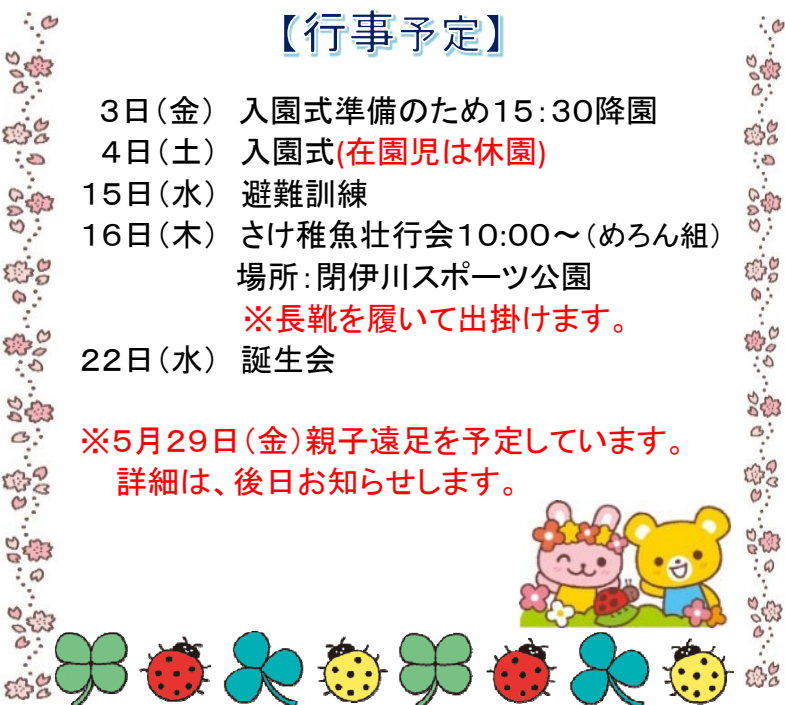 【行事予定】
3日（金） 入園式準備のため15：30降園
4日（土） 入園式(在園児は休園)
15日（水） 避難訓練
16日（木） さけ稚魚壮行会10:00～（めろん組）
場所：閉伊川スポーツ公園
※長靴を履いて出掛けます。
22日（水） 誕生会
※5月29日（金）親子遠足を予定しています。
詳細は、後日お知らせします。